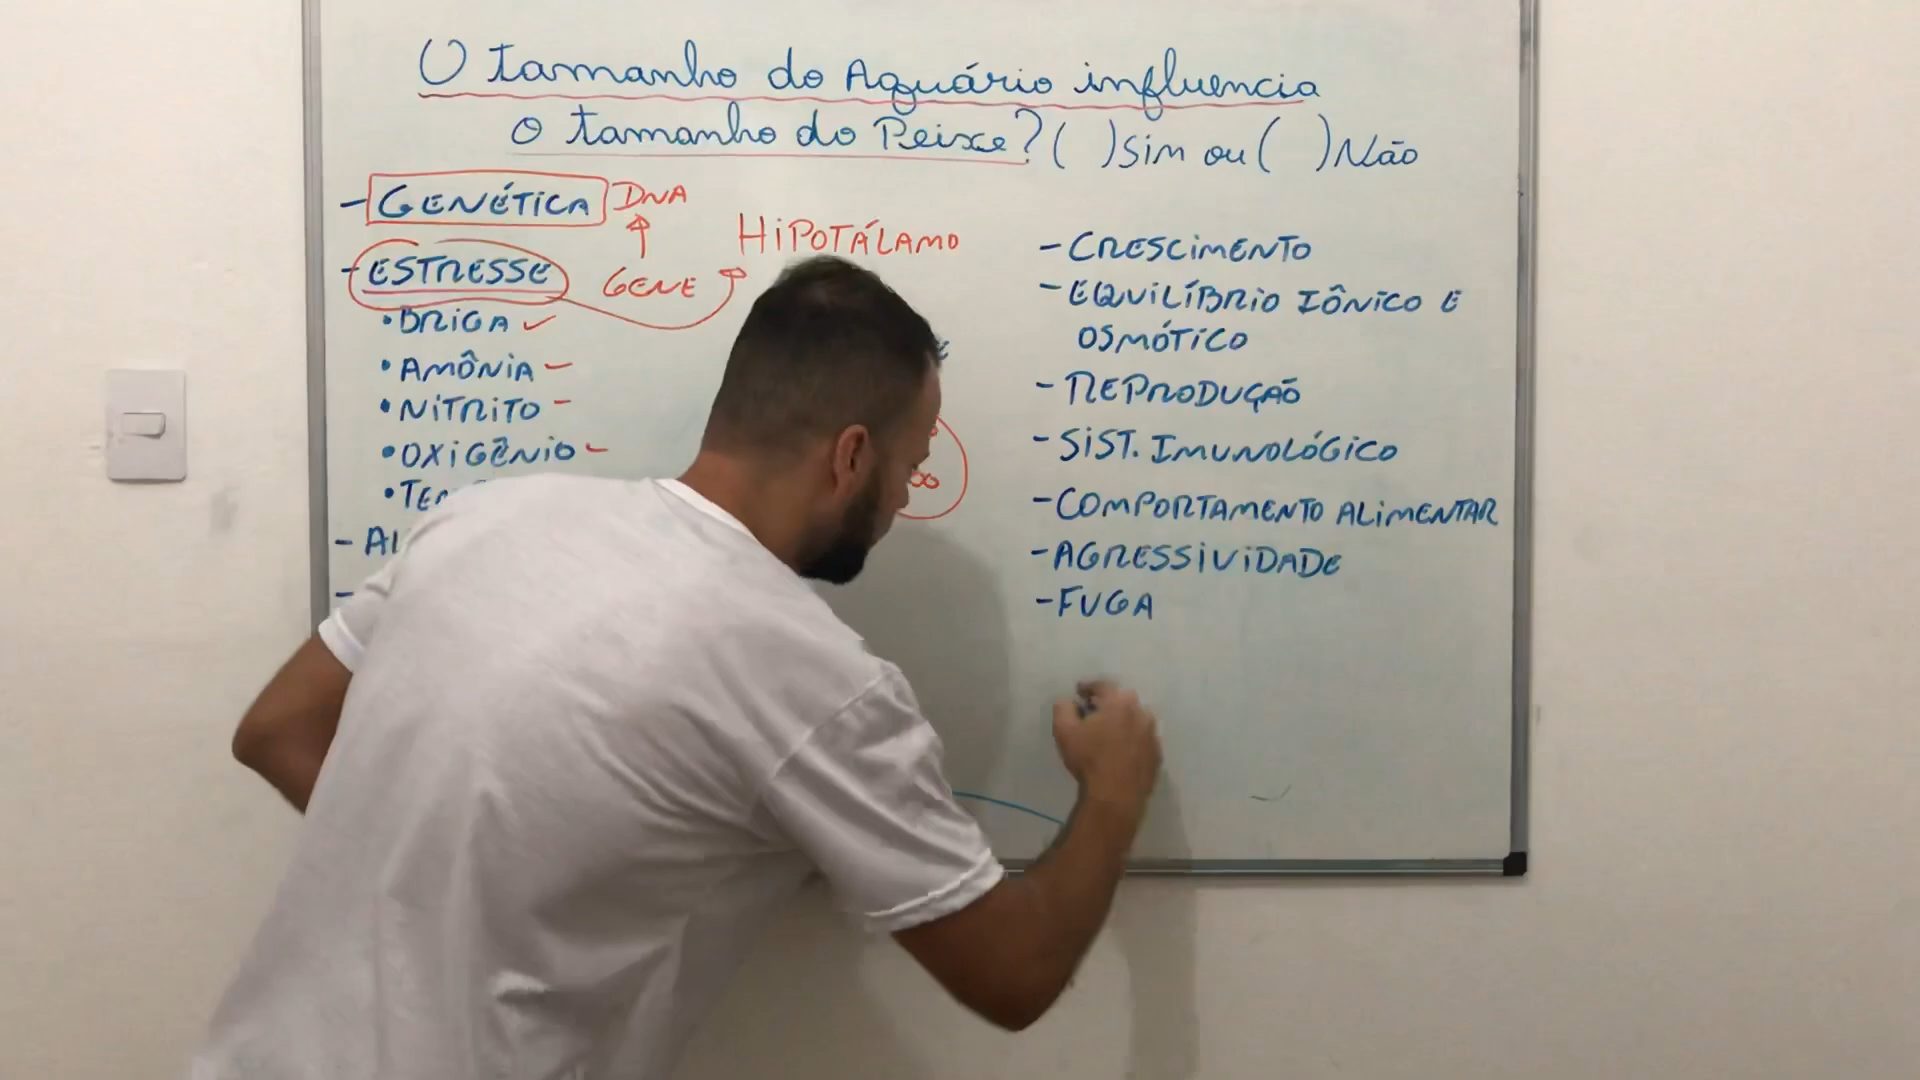 O tamanho do Aquário influencia
o tamanho do Peixe? ( ) Sim ou ( ) Não
- GENÉTICA DNA
HIPOTÁLAMO
- ESTRESSE GENE
• BRIGA
• AMÔNIA
• NITRITO
• OXIGÊNIO
- CRESCIMENTO
- EQUILÍBRIO IÔNICO E
OSMÓTICO
- REPRODUÇÃO
- SIST. IMUNOLÓGICO
- COMPORTAMENTO ALIMENTAR
- AGRESSIVIDADE
- FUGA